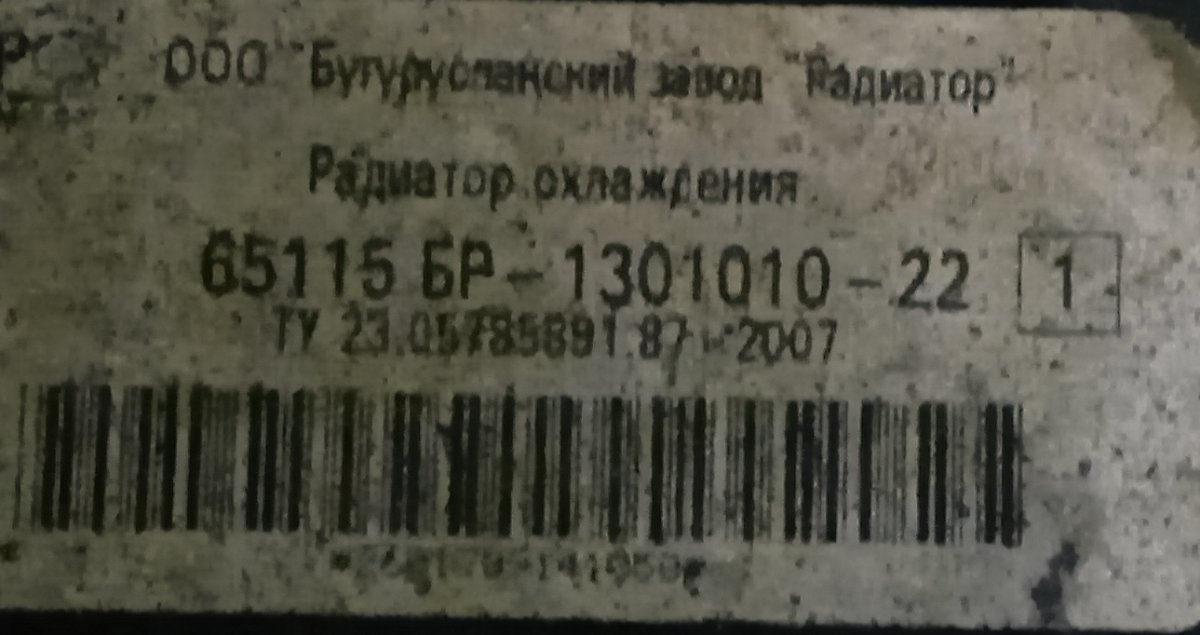 ООО "Бугурусланский завод "Радиатор"
Радиатор охлаждения
65115 БР-1301010-22 1
ТУ 23.05785891.87-2007